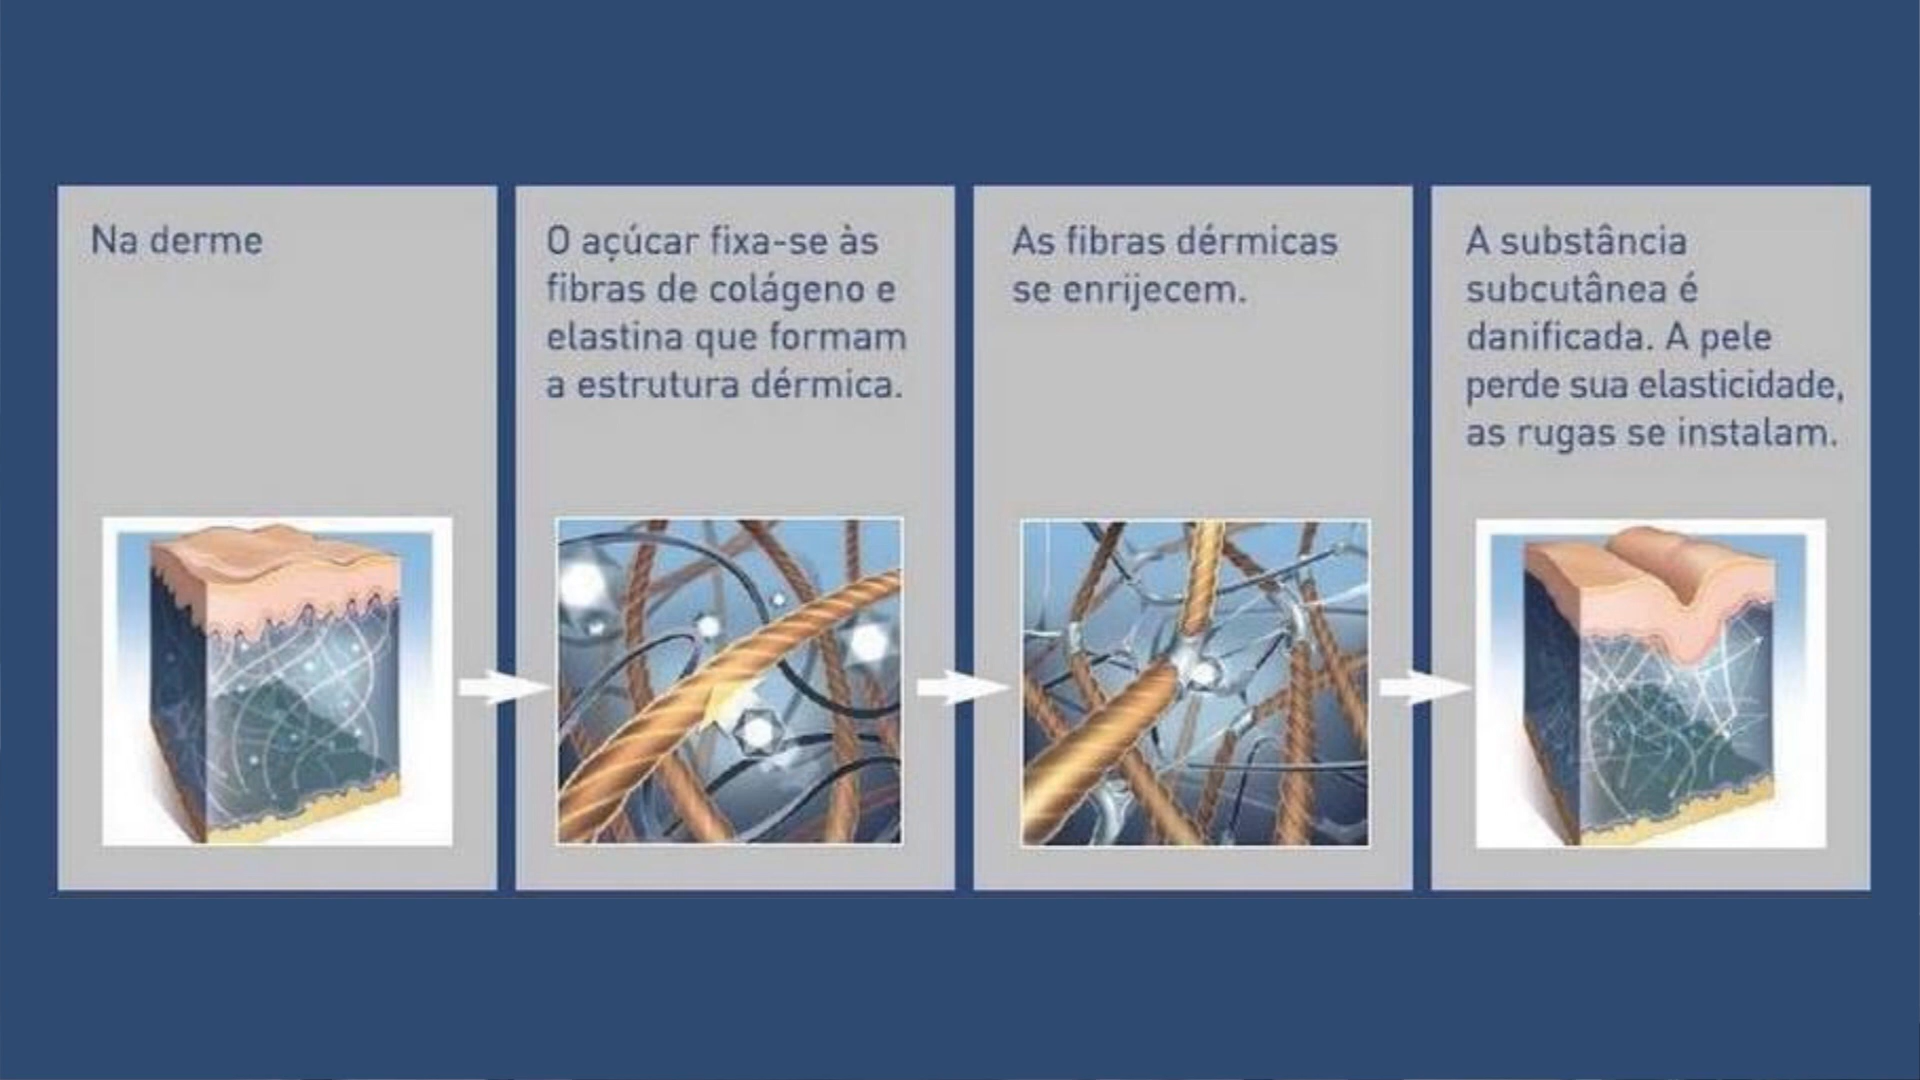 Na derme
O açúcar fixa-se às
fibras de colágeno e
elastina que formam
a estrutura dérmica.
As fibras dérmicas
se enrijecem.
A substância
subcutânea é
danificada. A pele
perde sua elasticidade,
as rugas se instalam.